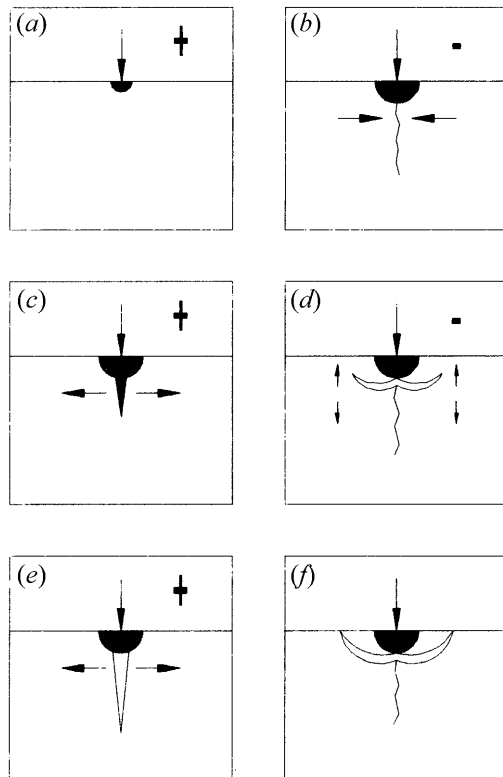 (a) +
(b) -
(c) +
(d) -
(e) +
(f)